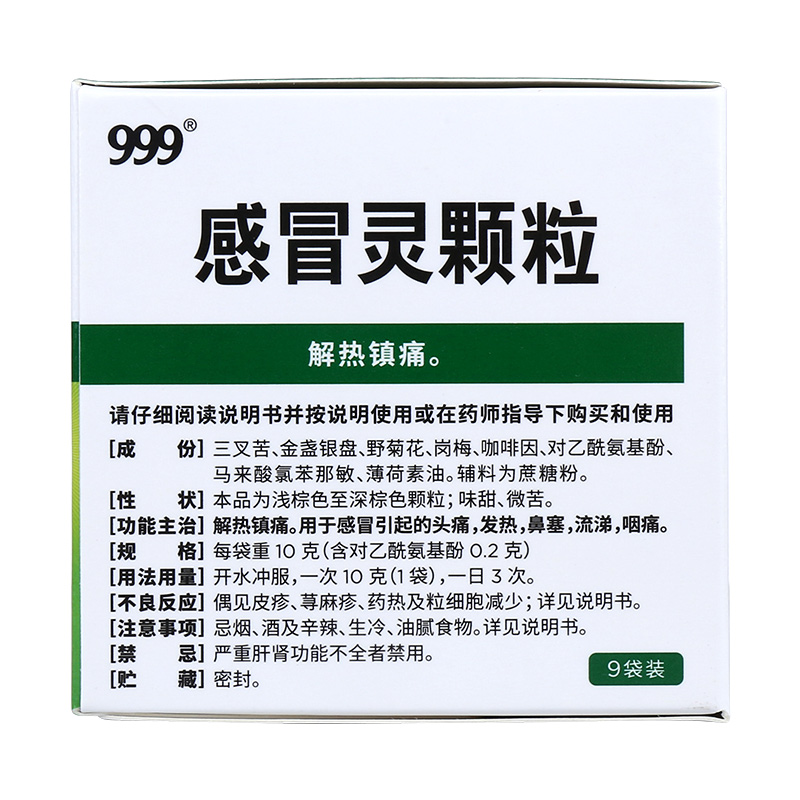 999®
感冒灵颗粒
解热镇痛。
请仔细阅读说明书并按说明使用或在药师指导下购买和使用
[成 份] 三叉苦、金盏银盘、野菊花、岗梅、咖啡因、对乙酰氨基酚、
马来酸氯苯那敏、薄荷素油。辅料为蔗糖粉。
[性 状] 本品为浅棕色至深棕色颗粒；味甜、微苦。
[功能主治] 解热镇痛。用于感冒引起的头痛，发热，鼻塞，流涕，咽痛。
[规 格] 每袋重 10 克(含对乙酰氨基酚 0.2 克)
[用法用量] 开水冲服，一次 10 克(1 袋)，一日 3 次。
[不良反应] 偶见皮疹、荨麻疹、药热及粒细胞减少；详见说明书。
[注意事项] 忌烟、酒及辛辣、生冷、油腻食物。详见说明书。
[禁 忌] 严重肝肾功能不全者禁用。
[贮 藏] 密封。
9袋装